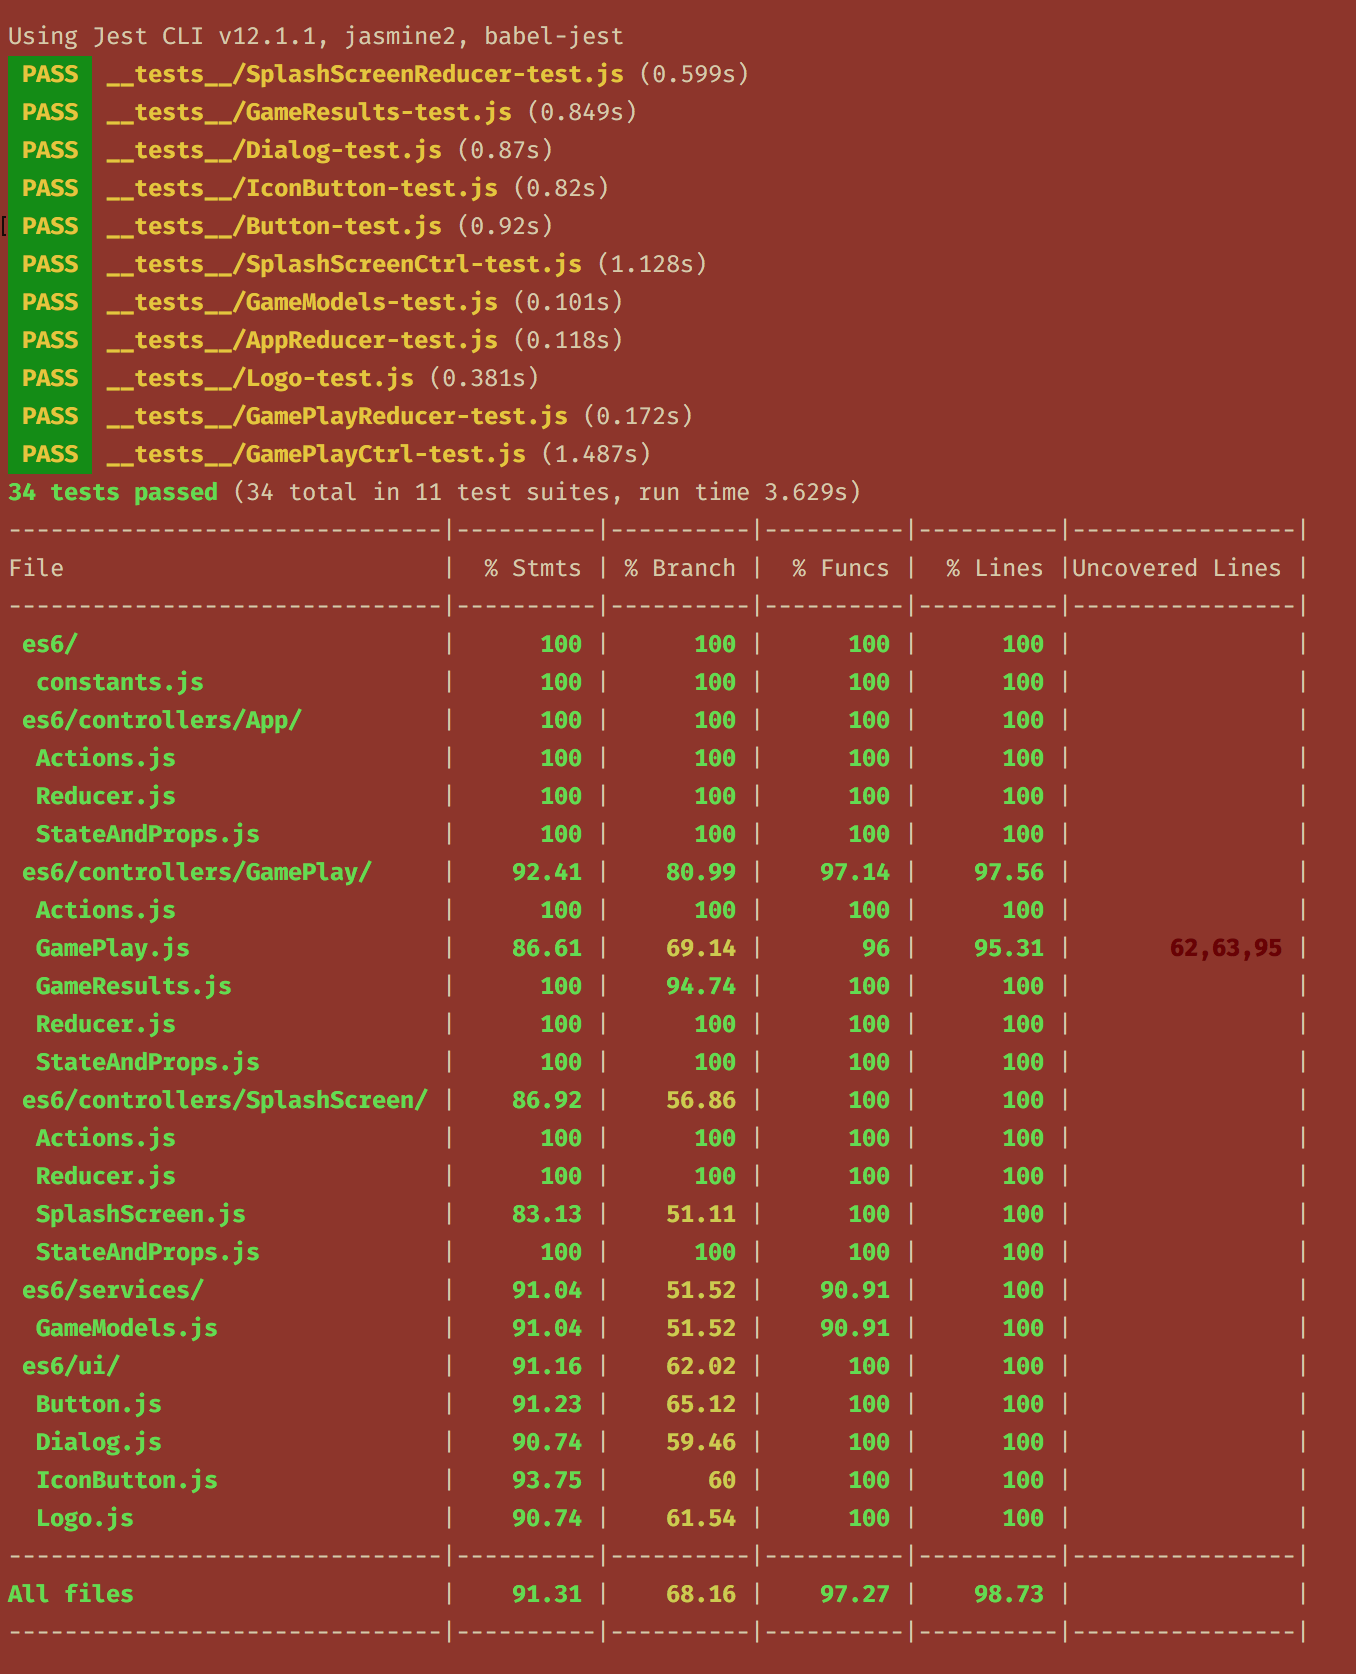 Using Jest CLI v12.1.1, jasmine2, babel-jest
PASS __tests__/SplashScreenReducer-test.js (0.599s)
PASS __tests__/GameResults-test.js (0.849s)
PASS __tests__/Dialog-test.js (0.87s)
PASS __tests__/IconButton-test.js (0.82s)
PASS __tests__/Button-test.js (0.92s)
PASS __tests__/SplashScreenCtrl-test.js (1.128s)
PASS __tests__/GameModels-test.js (0.101s)
PASS __tests__/AppReducer-test.js (0.118s)
PASS __tests__/Logo-test.js (0.381s)
PASS __tests__/GamePlayReducer-test.js (0.172s)
PASS __tests__/GamePlayCtrl-test.js (1.487s)
34 tests passed (34 total in 11 test suites, run time 3.629s)
-------------------------------|----------|----------|----------|----------|----------------|
File                           |  % Stmts | % Branch |  % Funcs |  % Lines |Uncovered Lines |
-------------------------------|----------|----------|----------|----------|----------------|
 es6/                          |      100 |      100 |      100 |      100 |                |
  constants.js                 |      100 |      100 |      100 |      100 |                |
 es6/controllers/App/          |      100 |      100 |      100 |      100 |                |
  Actions.js                   |      100 |      100 |      100 |      100 |                |
  Reducer.js                   |      100 |      100 |      100 |      100 |                |
  StateAndProps.js             |      100 |      100 |      100 |      100 |                |
 es6/controllers/GamePlay/     |    92.41 |    80.99 |    97.14 |    97.56 |                |
  Actions.js                   |      100 |      100 |      100 |      100 |                |
  GamePlay.js                  |    86.61 |    69.14 |       96 |    95.31 |       62,63,95 |
  GameResults.js               |      100 |    94.74 |      100 |      100 |                |
  Reducer.js                   |      100 |      100 |      100 |      100 |                |
  StateAndProps.js             |      100 |      100 |      100 |      100 |                |
 es6/controllers/SplashScreen/ |    86.92 |    56.86 |      100 |      100 |                |
  Actions.js                   |      100 |      100 |      100 |      100 |                |
  Reducer.js                   |      100 |      100 |      100 |      100 |                |
  SplashScreen.js              |    83.13 |    51.11 |      100 |      100 |                |
  StateAndProps.js             |      100 |      100 |      100 |      100 |                |
 es6/services/                 |    91.04 |    51.52 |    90.91 |      100 |                |
  GameModels.js                |    91.04 |    51.52 |    90.91 |      100 |                |
 es6/ui/                       |    91.16 |    62.02 |      100 |      100 |                |
  Button.js                    |    91.23 |    65.12 |      100 |      100 |                |
  Dialog.js                    |    90.74 |    59.46 |      100 |      100 |                |
  IconButton.js                |    93.75 |       60 |      100 |      100 |                |
  Logo.js                      |    90.74 |    61.54 |      100 |      100 |                |
-------------------------------|----------|----------|----------|----------|----------------|
All files                      |    91.31 |    68.16 |    97.27 |    98.73 |                |
-------------------------------|----------|----------|----------|----------|----------------|